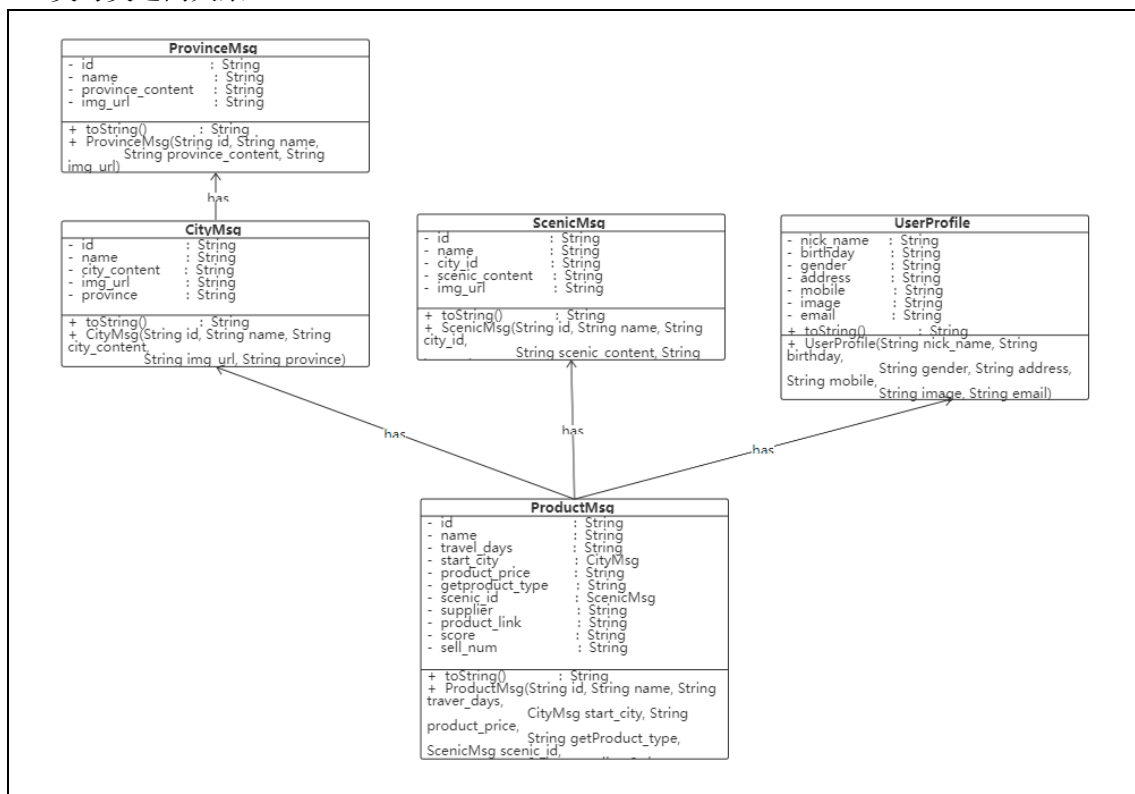 ProvinceMsg
- id : String
- name : String
- province_content : String
- img_url : String
+ toString() : String
+ ProvinceMsg(String id, String name,
String province_content, String
img_url)
has
CityMsg
- id : String
- name : String
- city_content : String
- img_url : String
- province : String
+ toString() : String
+ CityMsg(String id, String name, String
city_content,
String img_url, String province)
ScenicMsg
- id : String
- name : String
- city_id : String
- scenic_content : String
- img_url : String
+ toString() : String
+ ScenicMsg(String id, String name, String
city_id,
String scenic_content, String
UserProfile
- nick_name : String
- birthday : String
- gender : String
- address : String
- mobile : String
- image : String
- email : String
+ toString() : String
+ UserProfile(String nick_name, String
birthday,
String gender, String address,
String mobile,
String image, String email)
has
has
has
ProductMsg
- id : String
- name : String
- travel_days : String
- start_city : CityMsg
- product_price : String
- getproduct_type : String
- scenic_id : ScenicMsg
- supplier : String
- product_link : String
- score : String
- sell_num : String
+ toString() : String
+ ProductMsg(String id, String name, String
traver_days,
CityMsg start_city, String
product_price,
String getProduct_type,
ScenicMsg scenic_id,